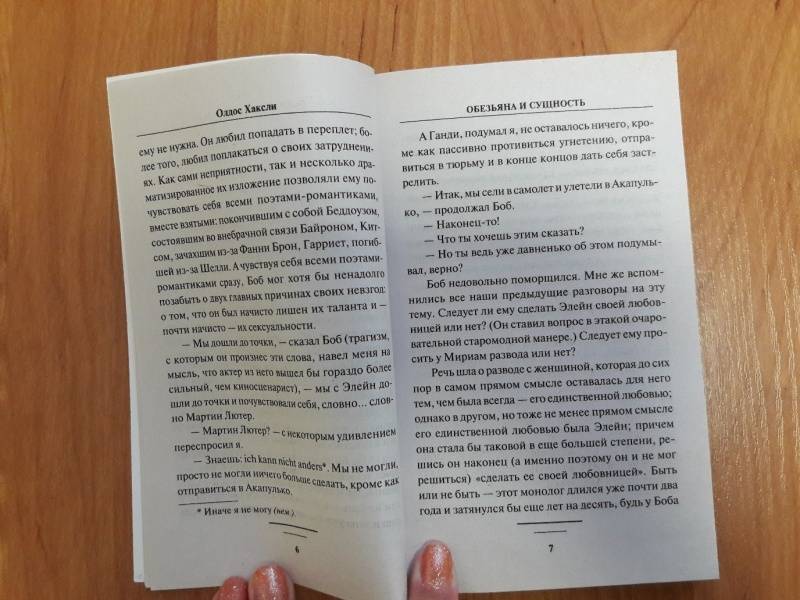 Олдос Хаксли
ему не нужна. Он любил попадать в переплет; бо-
лее того, любил поплакаться о своих затруднени-
ях. Как сами неприятности, так и несколько дра-
матизированное их изложение позволяли ему по-
чувствовать себя всеми поэтами-романтиками,
вместе взятыми: покончившим с собой Беддоузом,
состоявшим во внебрачной связи Байроном, Кит-
сом, зачахшим из-за Фанни Брон, Гарриет, погиб-
шей из-за Шелли. А чувствуя себя всеми поэтами-
романтиками сразу, Боб мог хотя бы ненадолго
позабыть о двух главных причинах своих невзгод:
о том, что он был начисто лишен их таланта и —
почти начисто — их сексуальности.
— Мы дошли до точки, — сказал Боб (трагизм,
с которым он произнес эти слова, навел меня на
мысль, что актер из него вышел бы гораздо более
сильный, чем киносценарист), — мы с Элейн до-
шли до точки и почувствовали себя, словно... слов-
но Мартин Лютер.
— Мартин Лютер? — с некоторым удивлением
переспросил я.
— Знаешь: ich kann nicht anders*. Мы не могли,
просто не могли ничего больше сделать, кроме как
отправиться в Акапулько.
* Иначе я не могу (нем.).
6
ОБЕЗЬЯНА И СУЩНОСТЬ
А Ганди, подумал я, не оставалось ничего, кро-
ме как пассивно противиться угнетению, отпра-
виться в тюрьму и в конце концов дать себя заст-
релить.
— Итак, мы сели в самолет и улетели в Акапуль-
ко, — продолжал Боб.
— Наконец-то!
— Что ты хочешь этим сказать?
— Но ты ведь уже давненько об этом подумы-
вал, верно?
Боб недовольно поморщился. Мне же вспом-
нились все наши предыдущие разговоры на эту
тему. Следует ли ему сделать Элейн своей любов-
ницей или нет? (Он ставил вопрос в этакой очаро-
вательной старомодной манере.) Следует ему про-
сить у Мириам развода или нет?
Речь шла о разводе с женщиной, которая до сих
пор в самом прямом смысле оставалась для него
тем, чем была всегда — его единственной любовью;
однако в другом, но тоже не менее прямом смысле
его единственной любовью была Элейн; причем
она стала бы таковой в еще большей степени, ре-
шись он наконец (а именно поэтому он и не мог
решиться) «сделать ее своей любовницей». Быть
или не быть — этот монолог длился уже почти два
года и затянулся бы еще лет на десять, будь у Боба
7